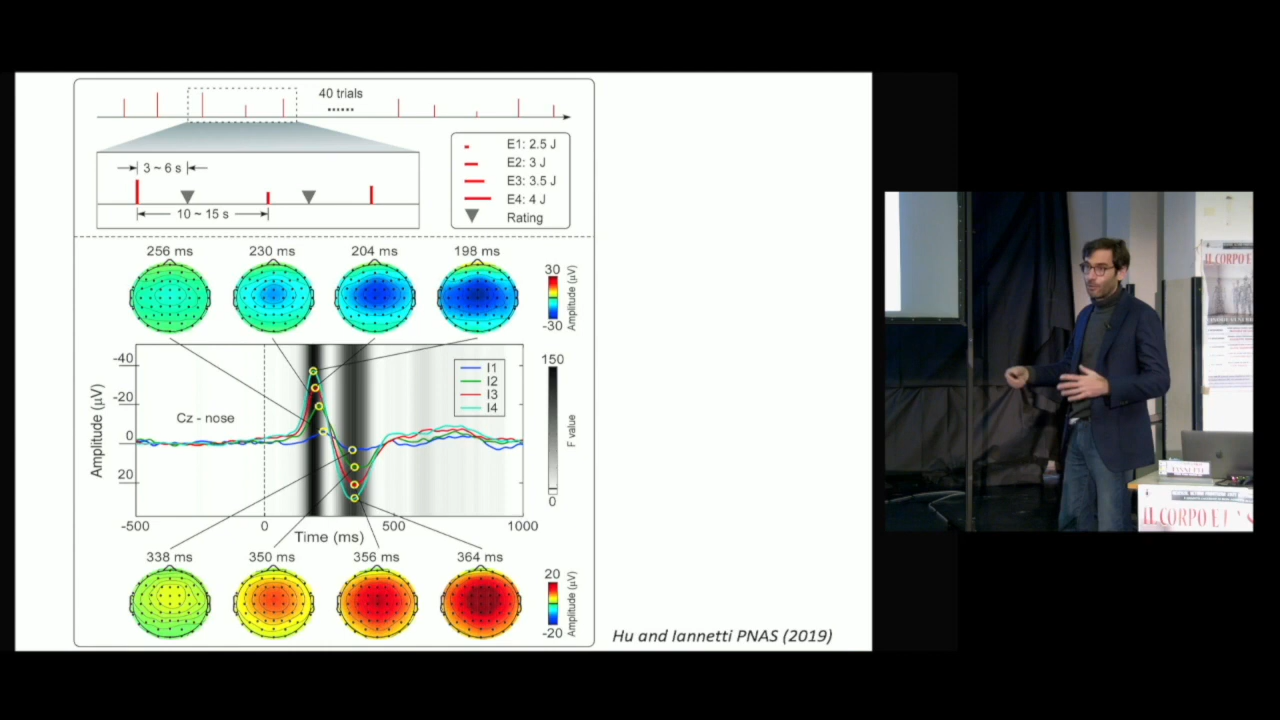 40 trials
......
3 ~ 6 s
10 ~ 15 s
E1: 2.5 J
E2: 3 J
E3: 3.5 J
E4: 4 J
Rating
256 ms
230 ms
204 ms
198 ms
30
-30
Amplitude (μV)
-40
-20
0
20
Amplitude (μV)
Cz - nose
I1
I2
I3
I4
150
0
F value
-500
0
500
1000
Time (ms)
338 ms
350 ms
356 ms
364 ms
20
-20
Amplitude (μV)
Hu and Iannetti PNAS (2019)
IL CORPO E
IL CORPO E